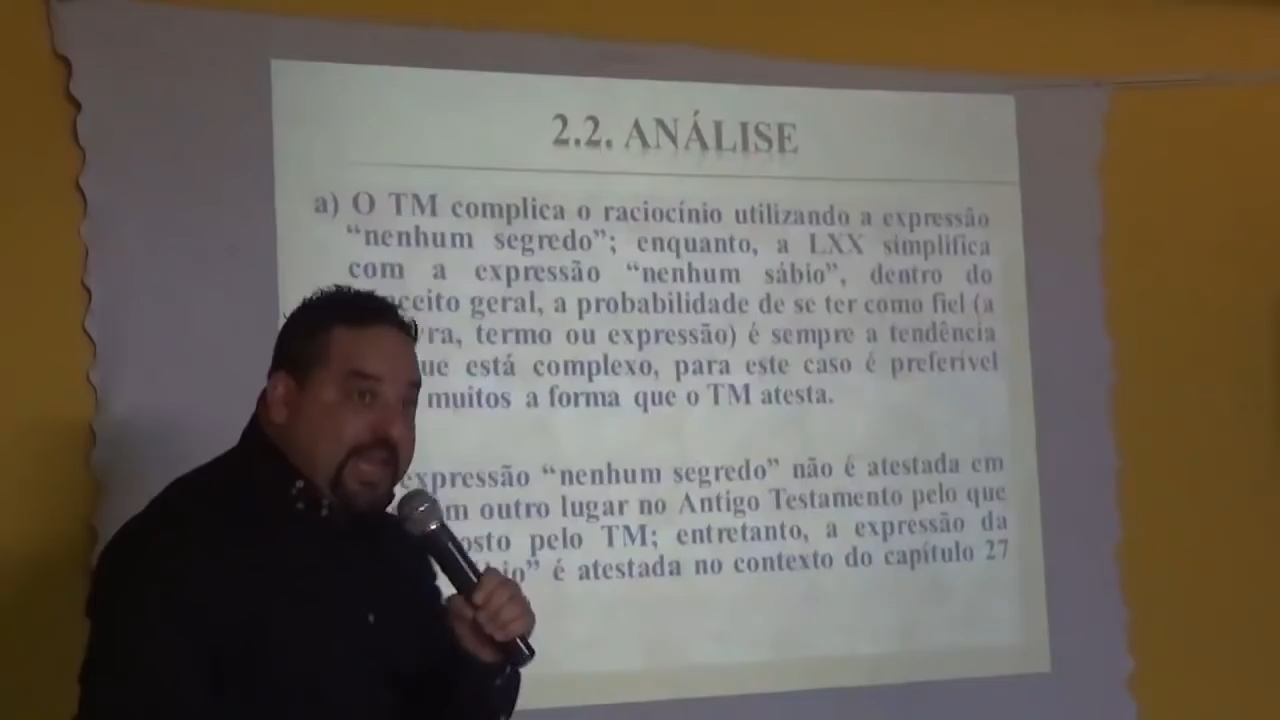 2.2. ANÁLISE
a) O TM complica o raciocínio utilizando a expressão
“nenhum segredo”; enquanto, a LXX simplifica
com a expressão “nenhum sábio”, dentro do
geral, a probabilidade de se ter como fiel (a
termo ou expressão) é sempre a tendência
está complexo, para este caso é preferível
muitos a forma que o TM atesta.
expressão “nenhum segredo” não é atestada em
outro lugar no Antigo Testamento pelo que
pelo TM; entretanto, a expressão da
é atestada no contexto do capítulo 27